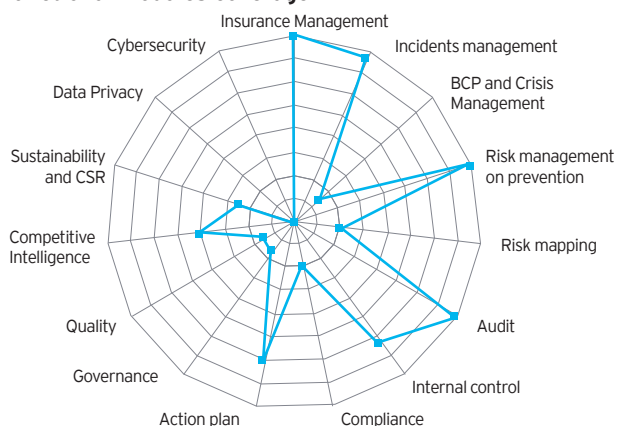 Insurance Management
Cybersecurity
Incidents management
Data Privacy
BCP and Crisis
Management
Sustainability
and CSR
Risk management
on prevention
Competitive
Intelligence
Risk mapping
Quality
Audit
Governance
Internal control
Action plan
Compliance